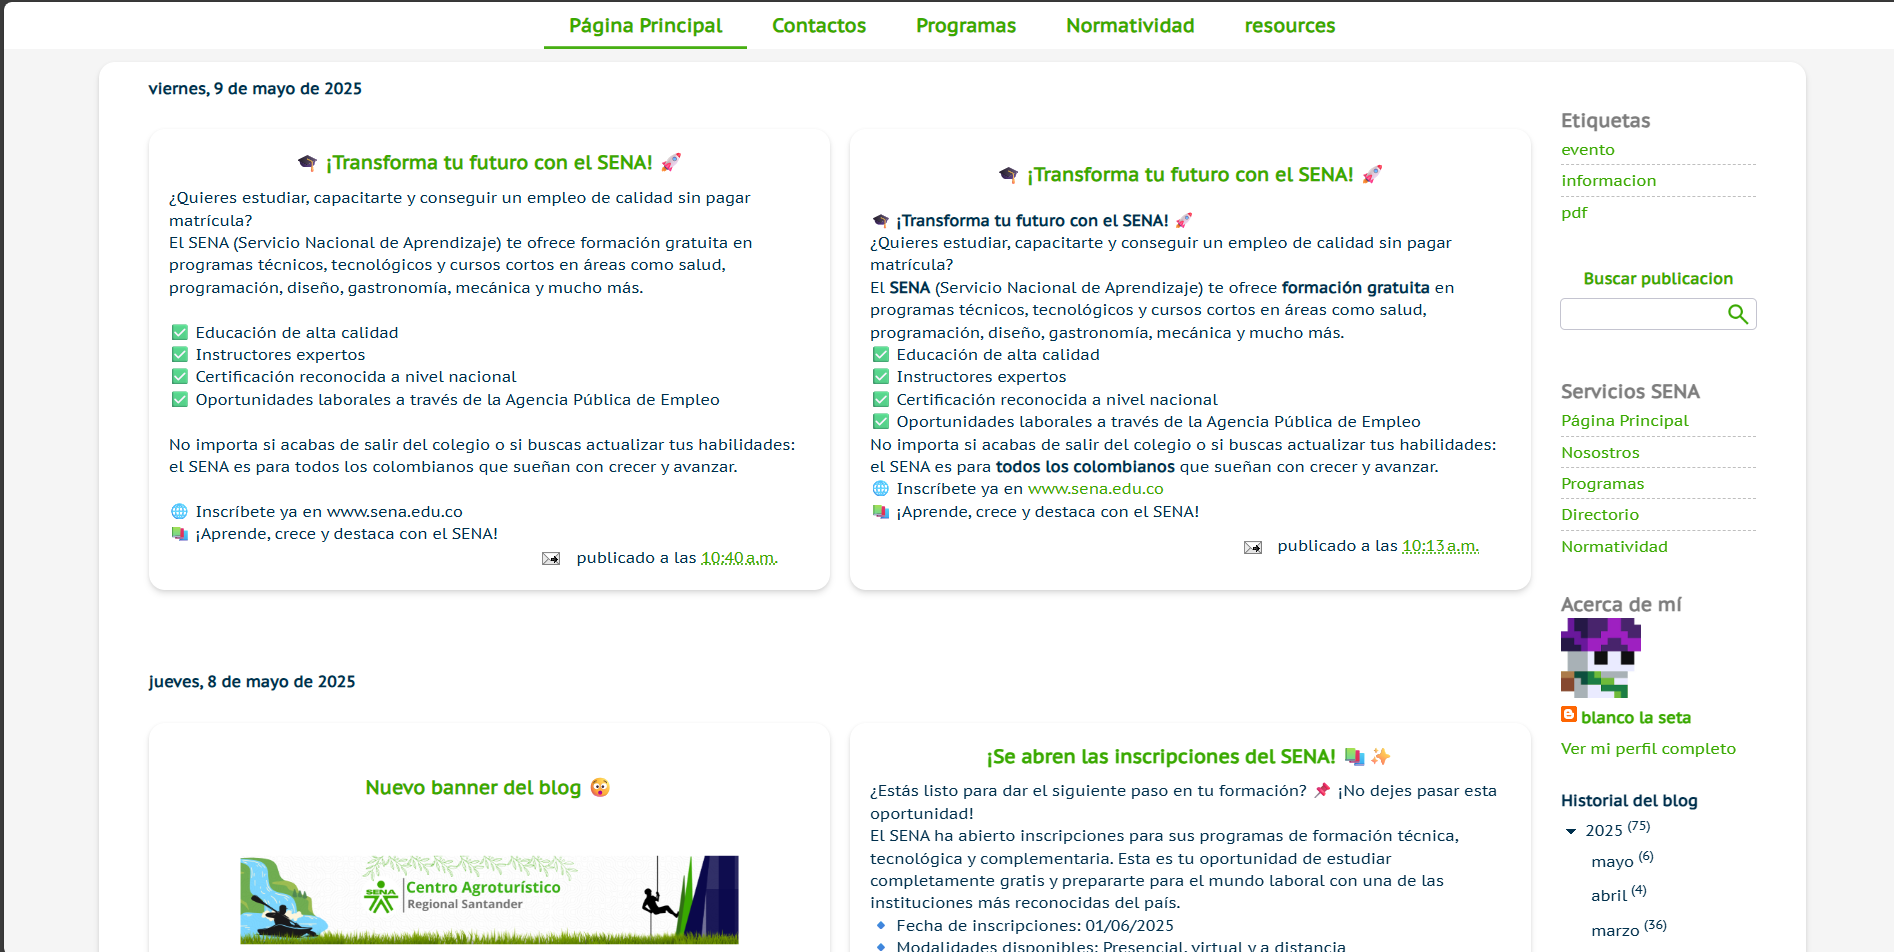 Página Principal
Contactos
Programas
Normatividad
resources
viernes, 9 de mayo de 2025
🎓 ¡Transforma tu futuro con el SENA! 🚀
¿Quieres estudiar, capacitarte y conseguir un empleo de calidad sin pagar
matrícula?
El SENA (Servicio Nacional de Aprendizaje) te ofrece formación gratuita en
programas técnicos, tecnológicos y cursos cortos en áreas como salud,
programación, diseño, gastronomía, mecánica y mucho más.
✅ Educación de alta calidad
✅ Instructores expertos
✅ Certificación reconocida a nivel nacional
✅ Oportunidades laborales a través de la Agencia Pública de Empleo
No importa si acabas de salir del colegio o si buscas actualizar tus habilidades:
el SENA es para todos los colombianos que sueñan con crecer y avanzar.
🌐 Inscríbete ya en www.sena.edu.co
📚 ¡Aprende, crece y destaca con el SENA!
publicado a las 10:40 a.m.
🎓 ¡Transforma tu futuro con el SENA! 🚀
🎓 ¡Transforma tu futuro con el SENA! 🚀
¿Quieres estudiar, capacitarte y conseguir un empleo de calidad sin pagar
matrícula?
El SENA (Servicio Nacional de Aprendizaje) te ofrece formación gratuita en
programas técnicos, tecnológicos y cursos cortos en áreas como salud,
programación, diseño, gastronomía, mecánica y mucho más.
✅ Educación de alta calidad
✅ Instructores expertos
✅ Certificación reconocida a nivel nacional
✅ Oportunidades laborales a través de la Agencia Pública de Empleo
No importa si acabas de salir del colegio o si buscas actualizar tus habilidades:
el SENA es para todos los colombianos que sueñan con crecer y avanzar.
🌐 Inscríbete ya en www.sena.edu.co
📚 ¡Aprende, crece y destaca con el SENA!
publicado a las 10:13 a.m.
jueves, 8 de mayo de 2025
Nuevo banner del blog 😲
SENA
Centro Agroturístico
Regional Santander
¡Se abren las inscripciones del SENA! 📚✨
¿Estás listo para dar el siguiente paso en tu formación? 📌 ¡No dejes pasar esta
oportunidad!
El SENA ha abierto inscripciones para sus programas de formación técnica,
tecnológica y complementaria. Esta es tu oportunidad de estudiar
completamente gratis y prepararte para el mundo laboral con una de las
instituciones más reconocidas del país.
🔹 Fecha de inscripciones: 01/06/2025
🔹 Modalidades disponibles: Presencial, virtual y a distancia
Etiquetas
evento
informacion
pdf
Buscar publicacion
Servicios SENA
Página Principal
Nosostros
Programas
Directorio
Normatividad
Acerca de mí
blanco la seta
Ver mi perfil completo
Historial del blog
2025 (75)
mayo (6)
abril (4)
marzo (36)